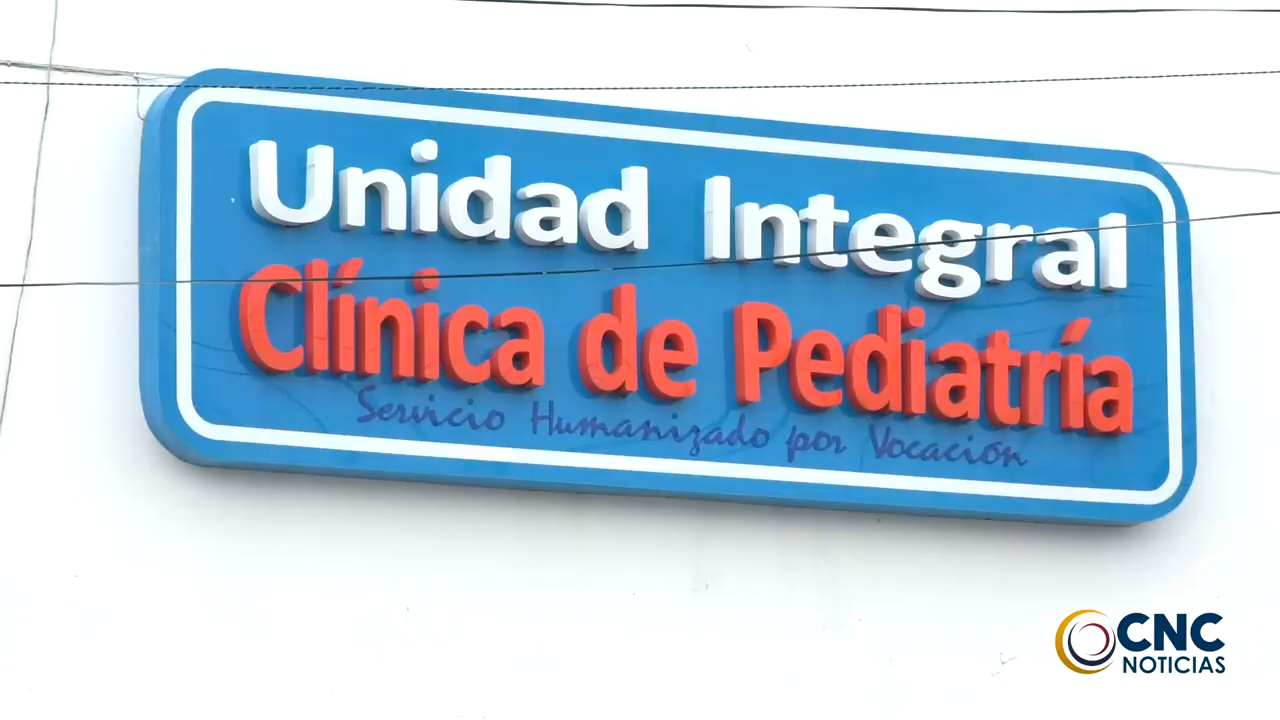 Unidad Integral
Clínica de Pediatría
Servicio Humanizado por Vocación
CNC
NOTICIAS